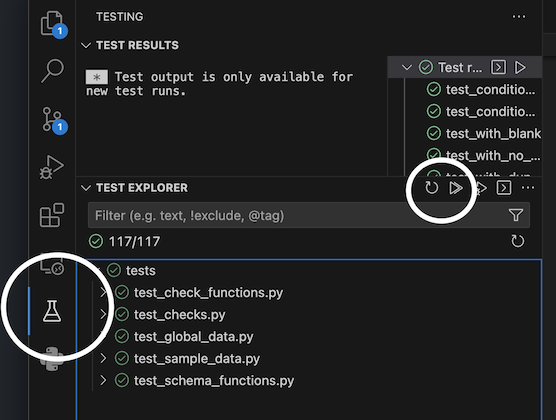 TESTING
TEST RESULTS
* Test output is only available for
new test runs.
Test r...
test_conditio...
test_conditio...
test_with_blank
test_with_no_...
TEST EXPLORER
Filter (e.g. text, !exclude, @tag)
117/117
tests
test_check_functions.py
test_checks.py
test_global_data.py
test_sample_data.py
test_schema_functions.py
1
1